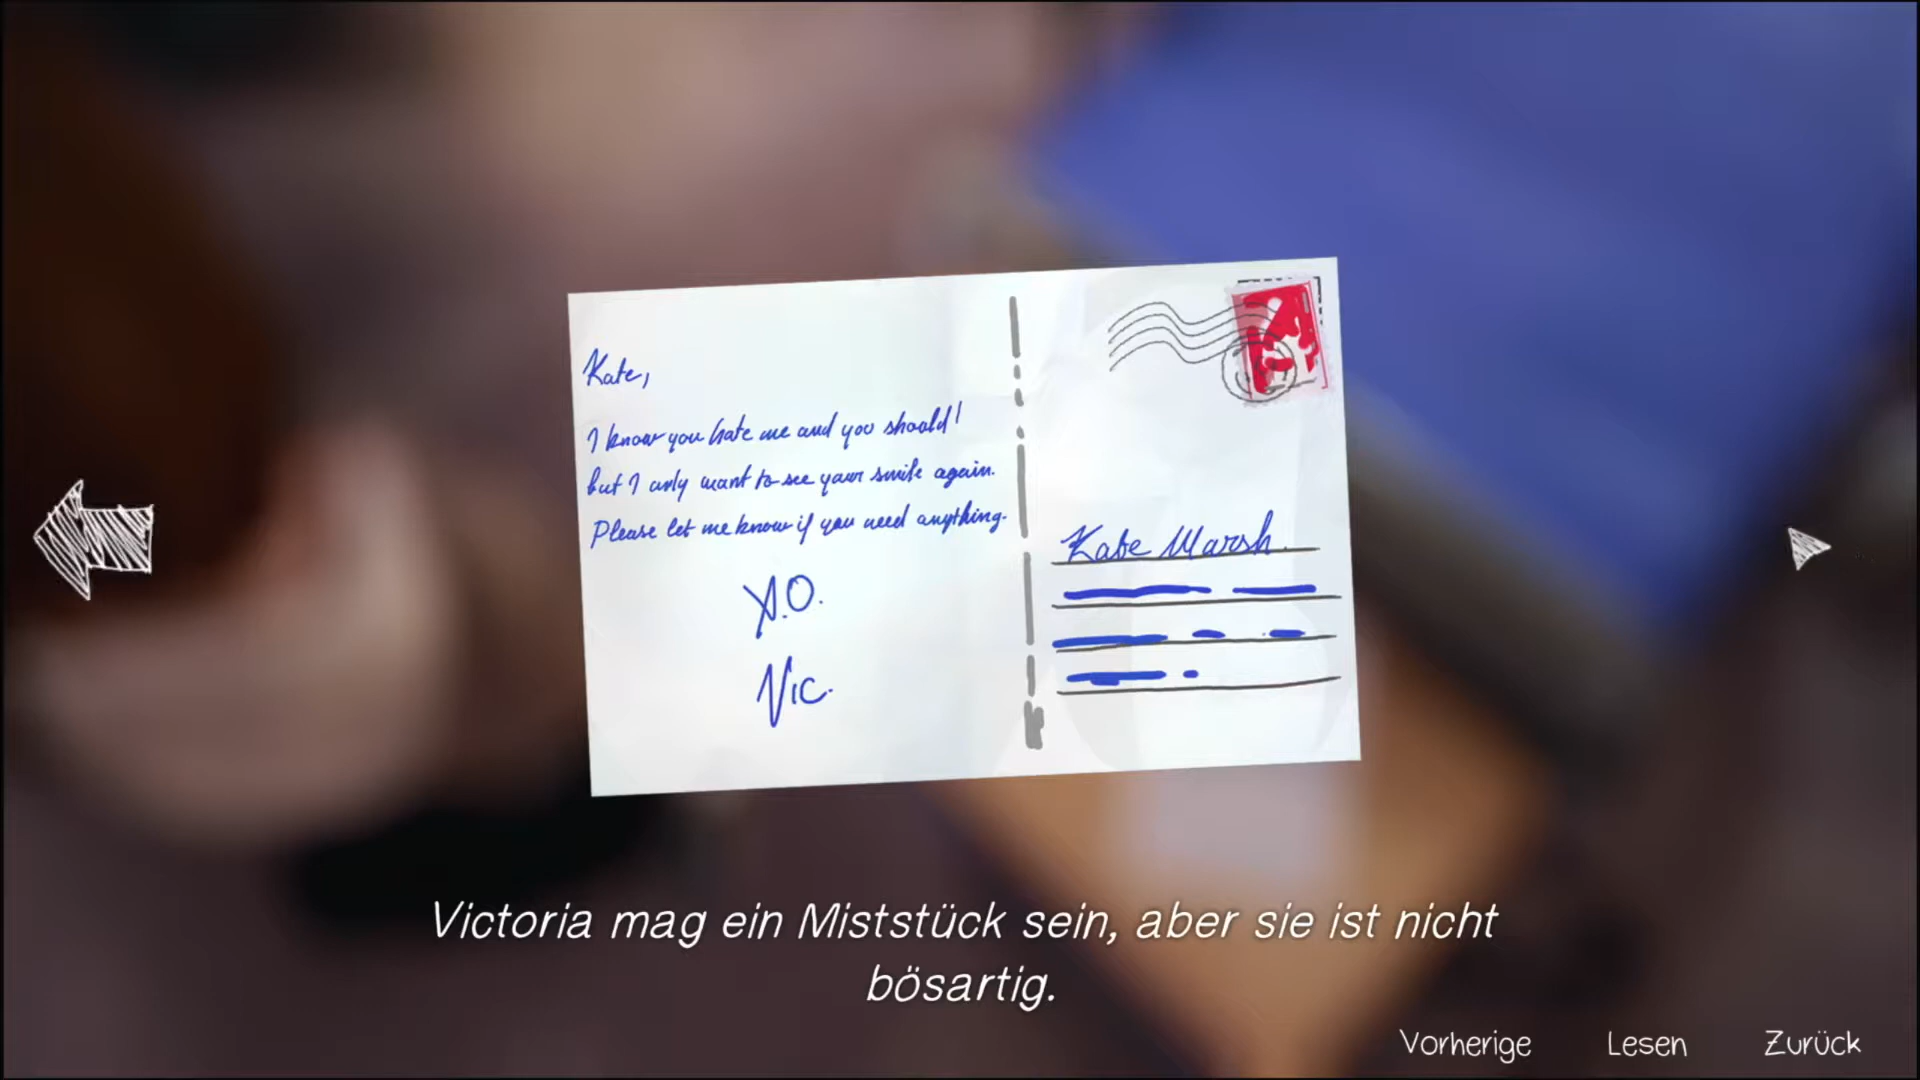 Kate,
I know you hate me and you should!
but I only want to see your smile again.
Please let me know if you need anything.
X.O.
Vic.
Kate Marsh.
Victoria mag ein Miststück sein, aber sie ist nicht
bösartig.
Vorherige Lesen Zurück